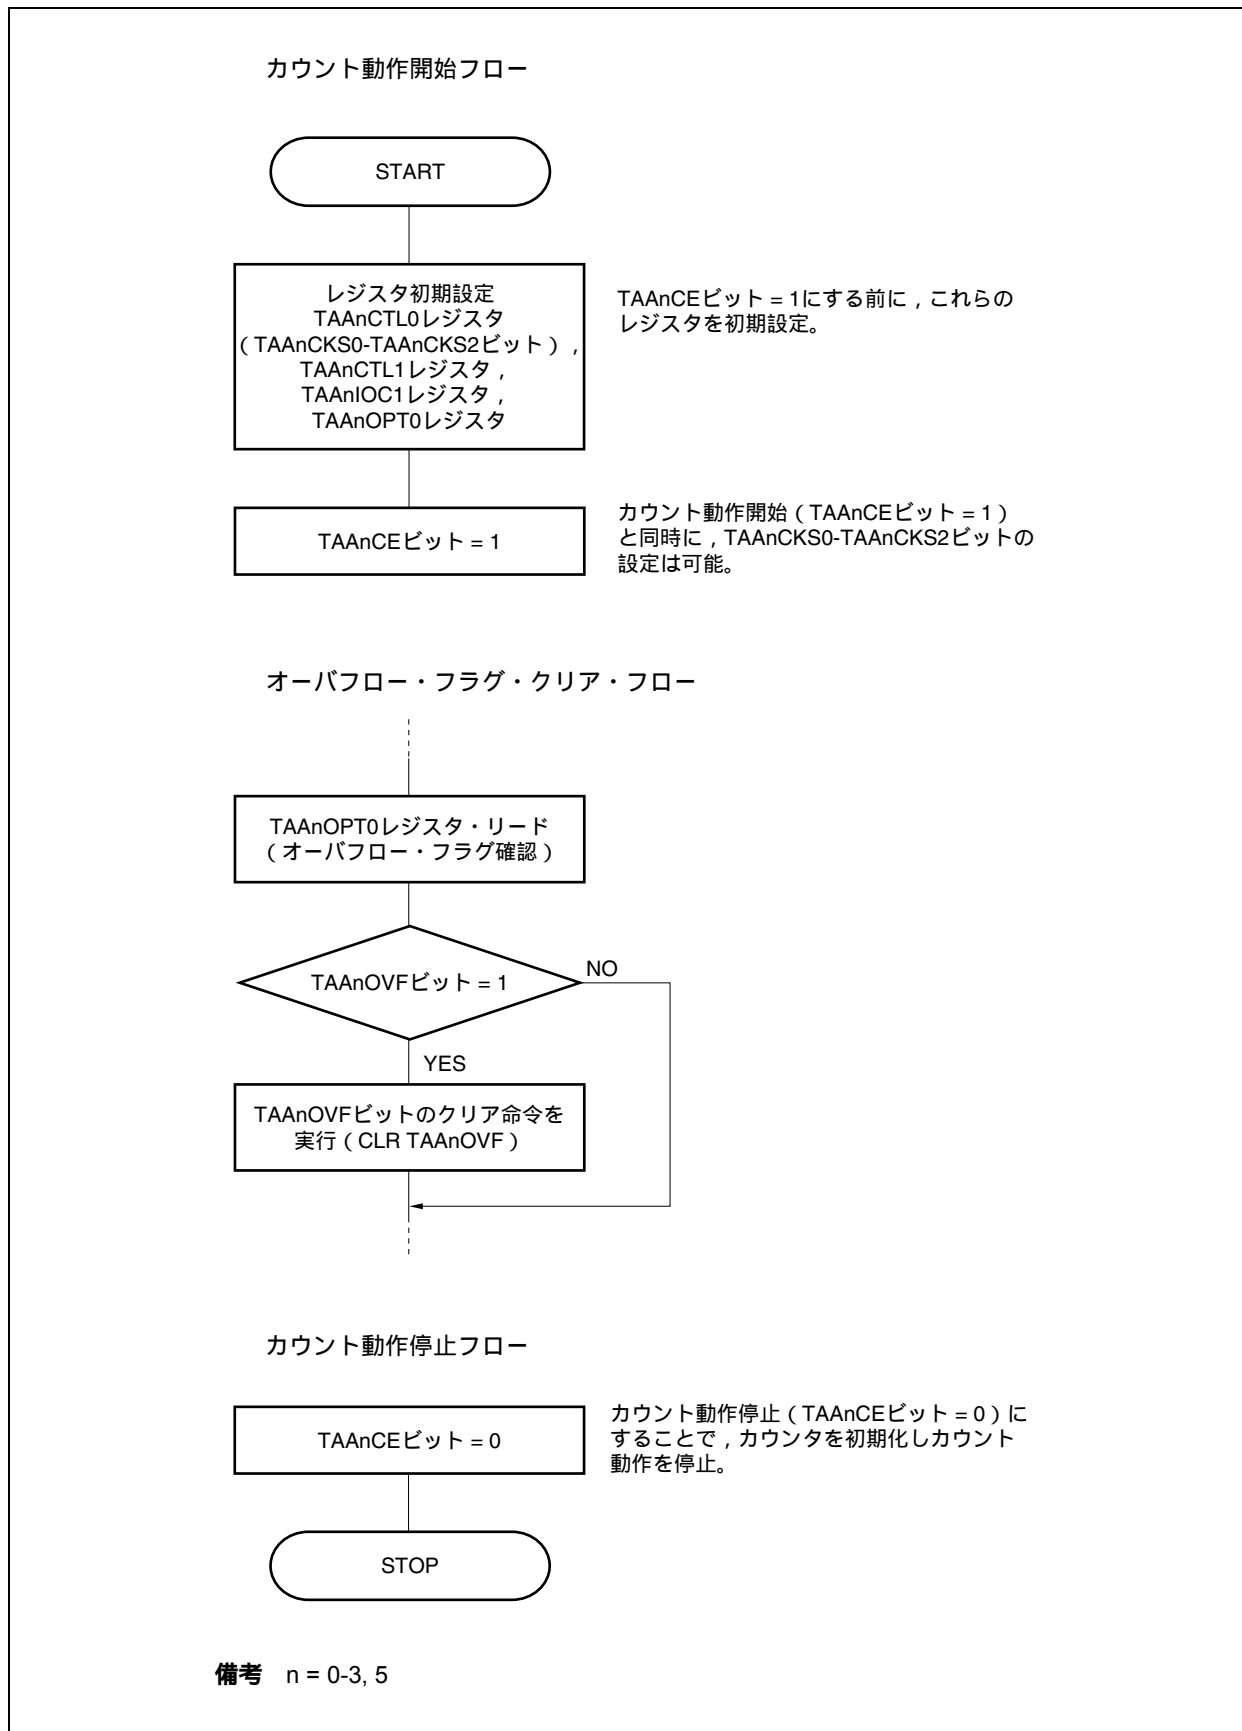 カウント動作開始フロー
START
レジスタ初期設定
TAAnCTL0レジスタ
（TAAnCKS0-TAAnCKS2ビット），
TAAnCTL1レジスタ，
TAAnIOC1レジスタ，
TAAnOPT0レジスタ
TAAnCEビット = 1にする前に，これらの
レジスタを初期設定。
TAAnCEビット = 1
カウント動作開始（TAAnCEビット = 1）
と同時に，TAAnCKS0-TAAnCKS2ビットの
設定は可能。
オーバフロー・フラグ・クリア・フロー
TAAnOPT0レジスタ・リード
（オーバフロー・フラグ確認）
TAAnOVFビット = 1
NO
YES
TAAnOVFビットのクリア命令を
実行（CLR TAAnOVF）
カウント動作停止フロー
TAAnCEビット = 0
カウント動作停止（TAAnCEビット = 0）に
することで，カウンタを初期化しカウント
動作を停止。
STOP
備考 n = 0-3, 5